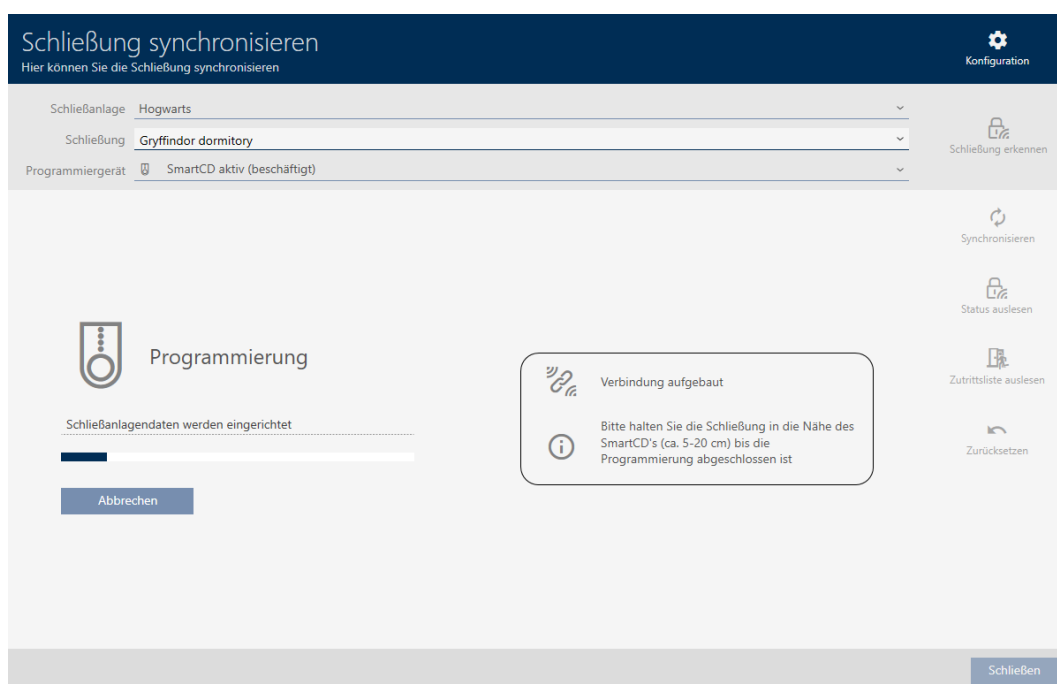 Schließung synchronisieren
Hier können Sie die Schließung synchronisieren
Konfiguration
Schließanlage Hogwarts
Schließung Gryffindor dormitory
Programmiergerät SmartCD aktiv (beschäftigt)
Schließung erkennen
Synchronisieren
Status auslesen
Zutrittsliste auslesen
Zurücksetzen
Programmierung
Schließanlagendaten werden eingerichtet
Abbrechen
Verbindung aufgebaut
Bitte halten Sie die Schließung in die Nähe des
SmartCD's (ca. 5-20 cm) bis die
Programmierung abgeschlossen ist
Schließen